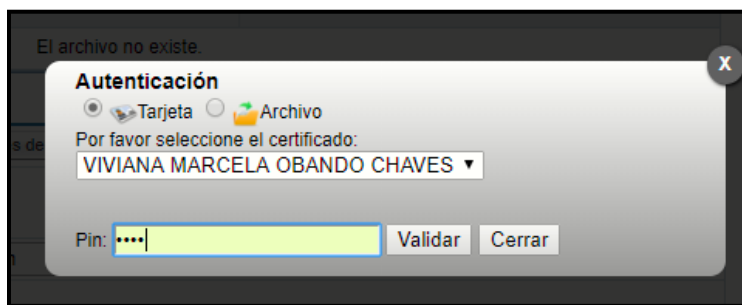 El archivo no existe.
X
Autenticación
Tarjeta Archivo
s de
Por favor seleccione el certificado:
VIVIANA MARCELA OBANDO CHAVES
Pin: •••• Validar Cerrar
n